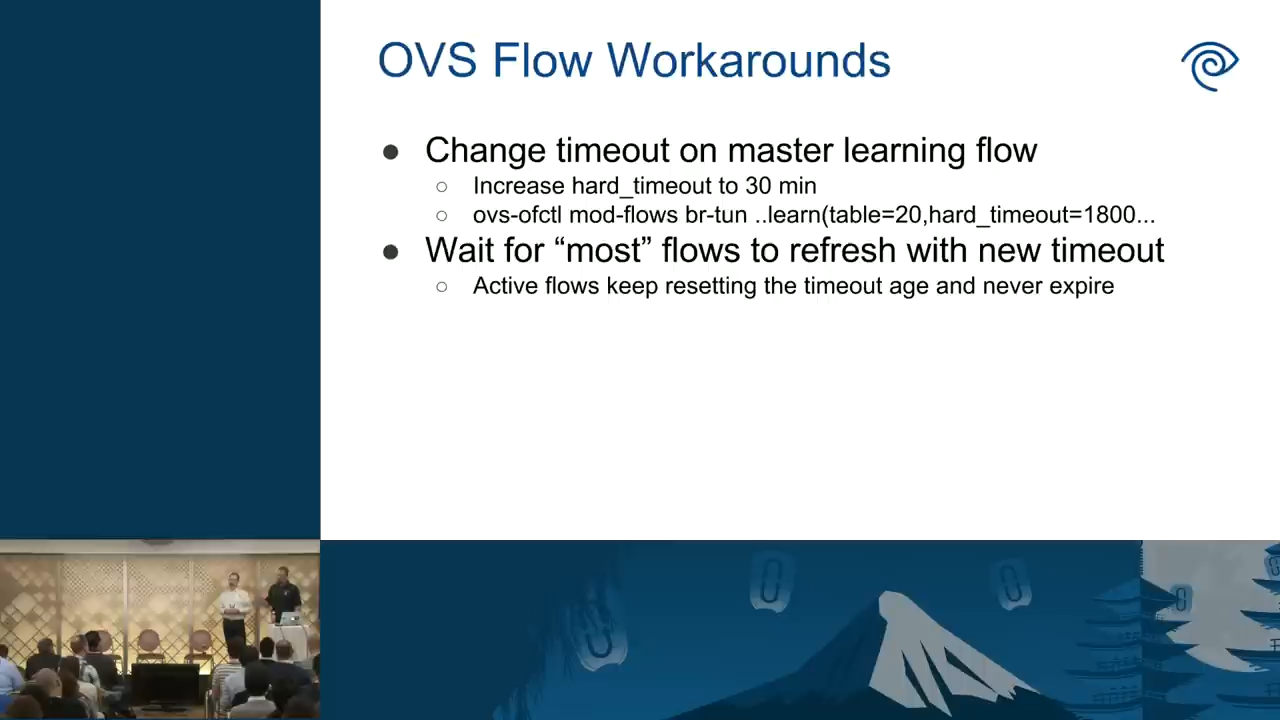 OVS Flow Workarounds
● Change timeout on master learning flow
○ Increase hard_timeout to 30 min
○ ovs-ofctl mod-flows br-tun ..learn(table=20,hard_timeout=1800...
● Wait for “most” flows to refresh with new timeout
○ Active flows keep resetting the timeout age and never expire